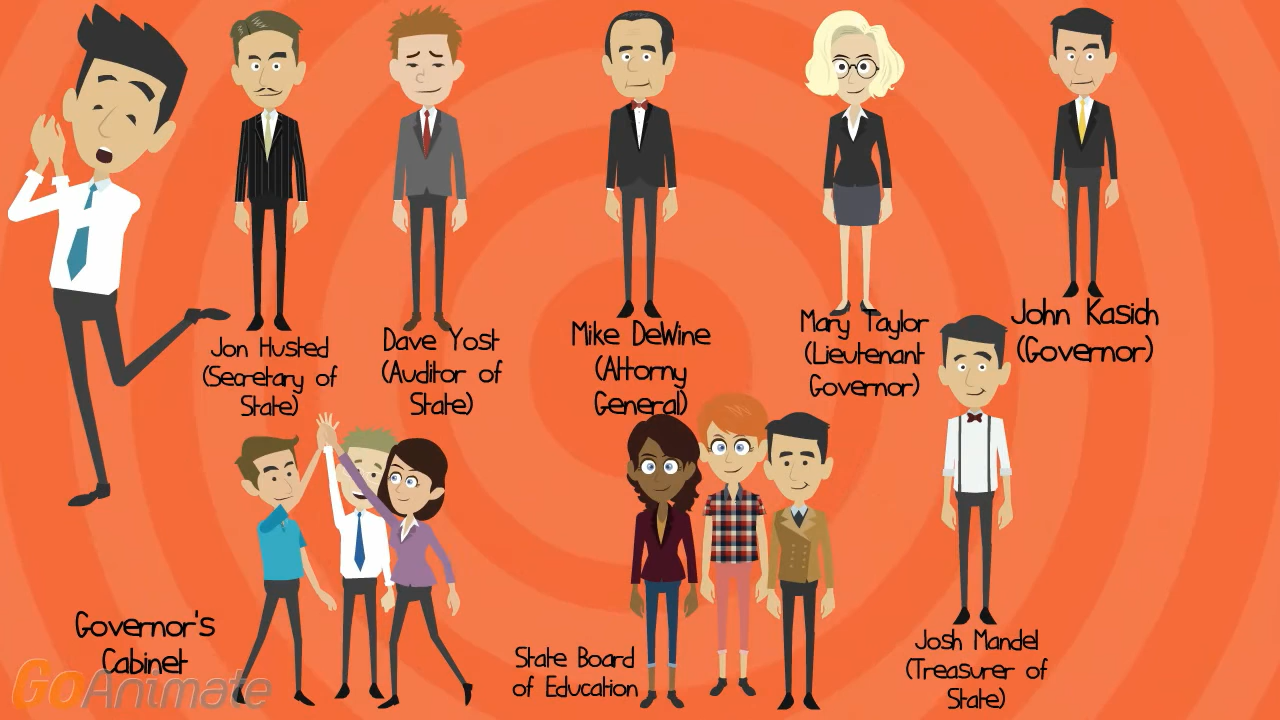 Jon Husted
(Secretary of
State)
Dave Yost
(Auditor of
State)
Mike DeWine
(Attorny
General)
Mary Taylor
(Lieutenant
Governor)
John Kasich
(Governor)
Governor's
Cabinet
State Board
of Education
Josh Mandel
(Treasurer of
State)
GoAnimate